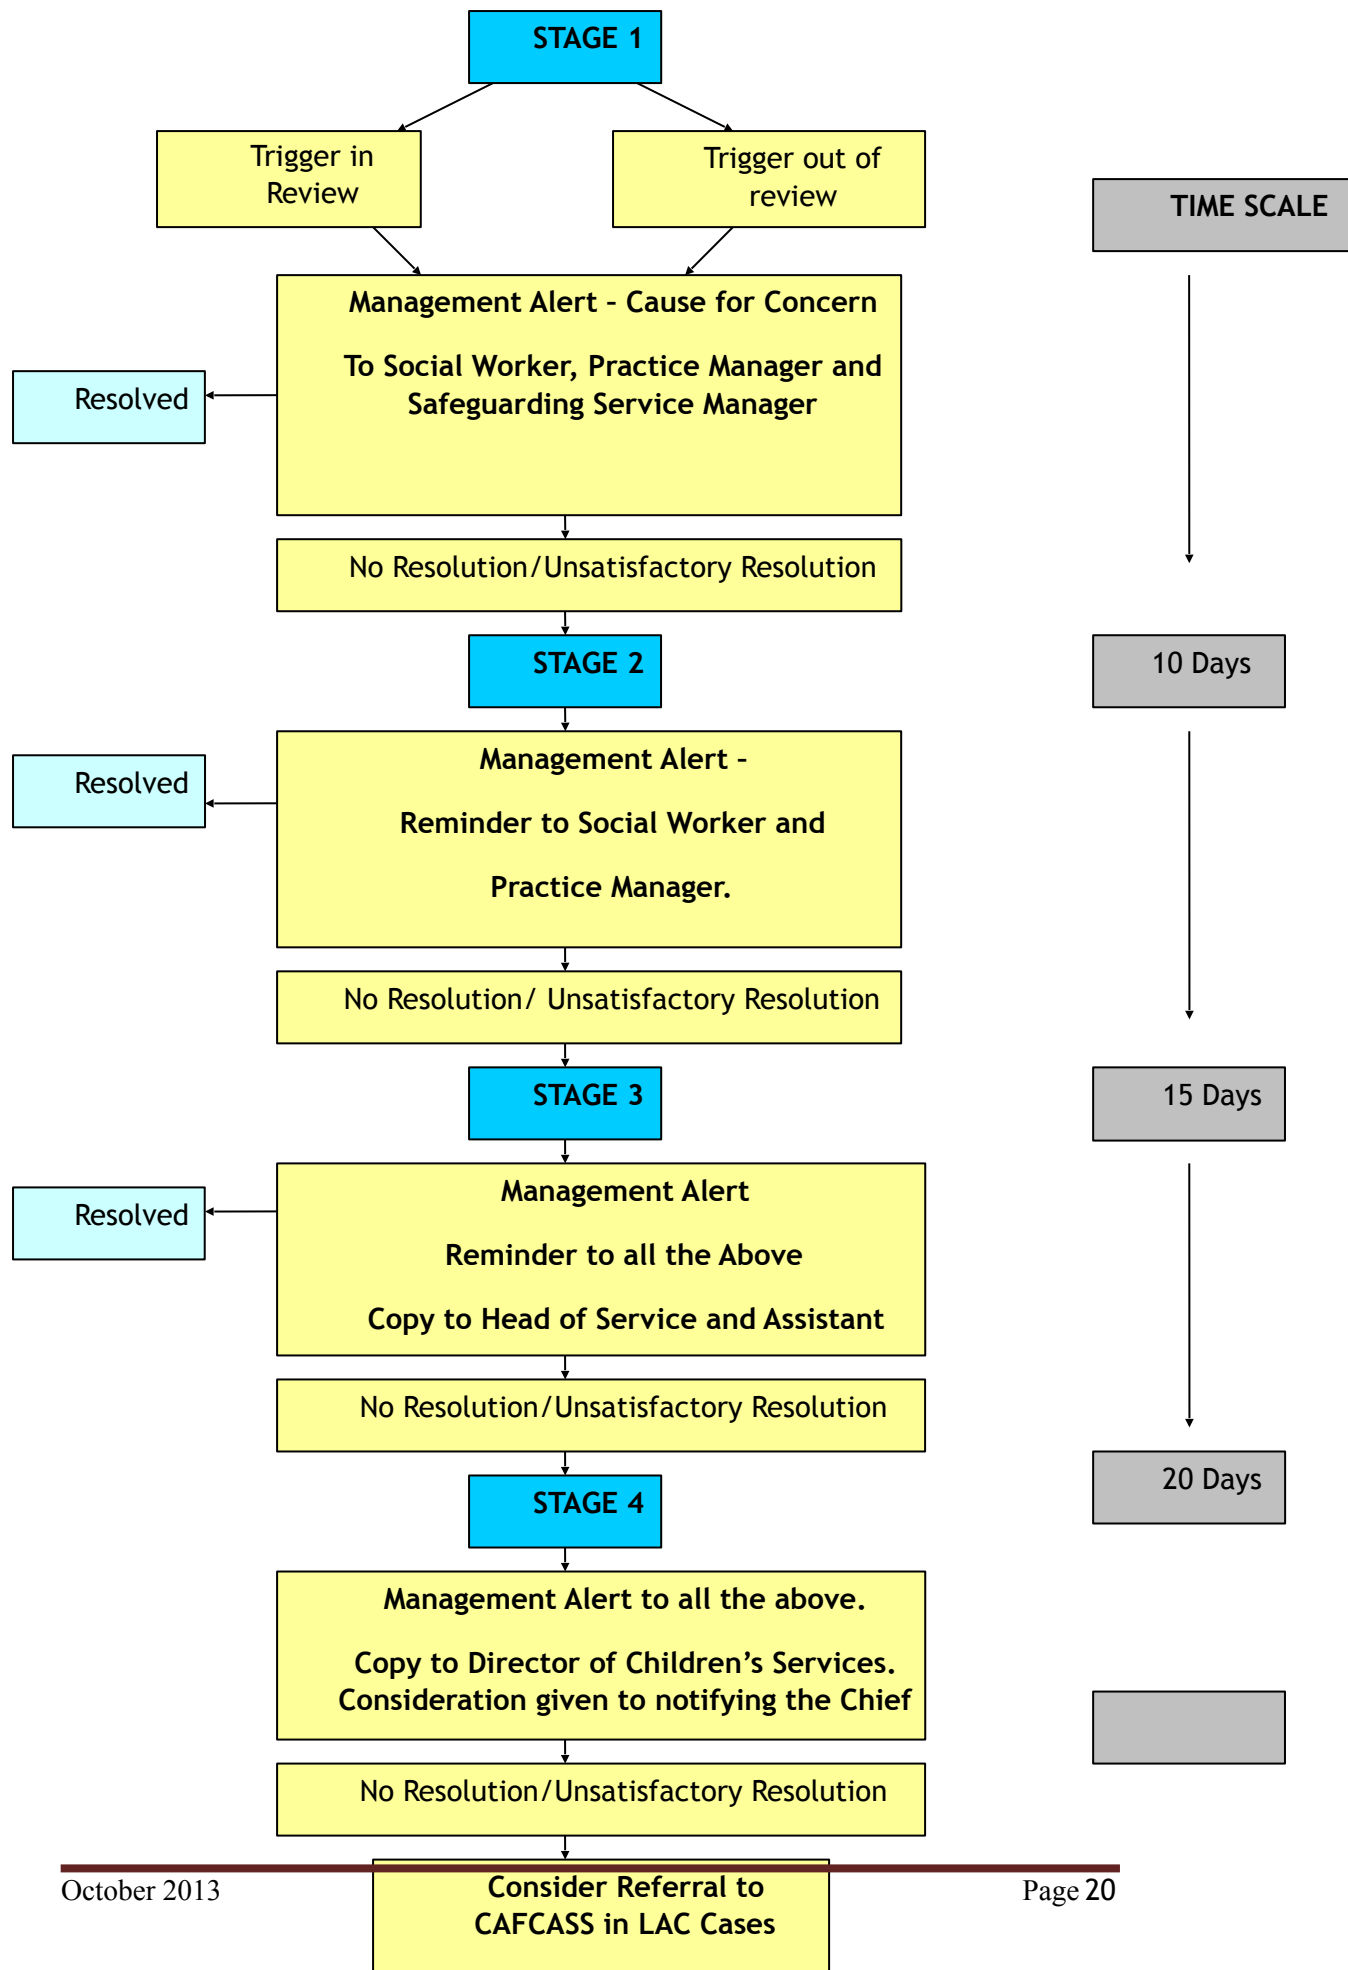 STAGE 1
Trigger in
Review
Trigger out of
review
TIME SCALE
Management Alert – Cause for Concern
To Social Worker, Practice Manager and
Safeguarding Service Manager
Resolved
No Resolution/Unsatisfactory Resolution
STAGE 2
10 Days
Management Alert –
Reminder to Social Worker and
Practice Manager.
Resolved
No Resolution/ Unsatisfactory Resolution
STAGE 3
15 Days
Management Alert
Reminder to all the Above
Copy to Head of Service and Assistant
Resolved
No Resolution/Unsatisfactory Resolution
STAGE 4
20 Days
Management Alert to all the above.
Copy to Director of Children’s Services.
Consideration given to notifying the Chief
No Resolution/Unsatisfactory Resolution
Consider Referral to
CAFCASS in LAC Cases
October 2013
Page 20